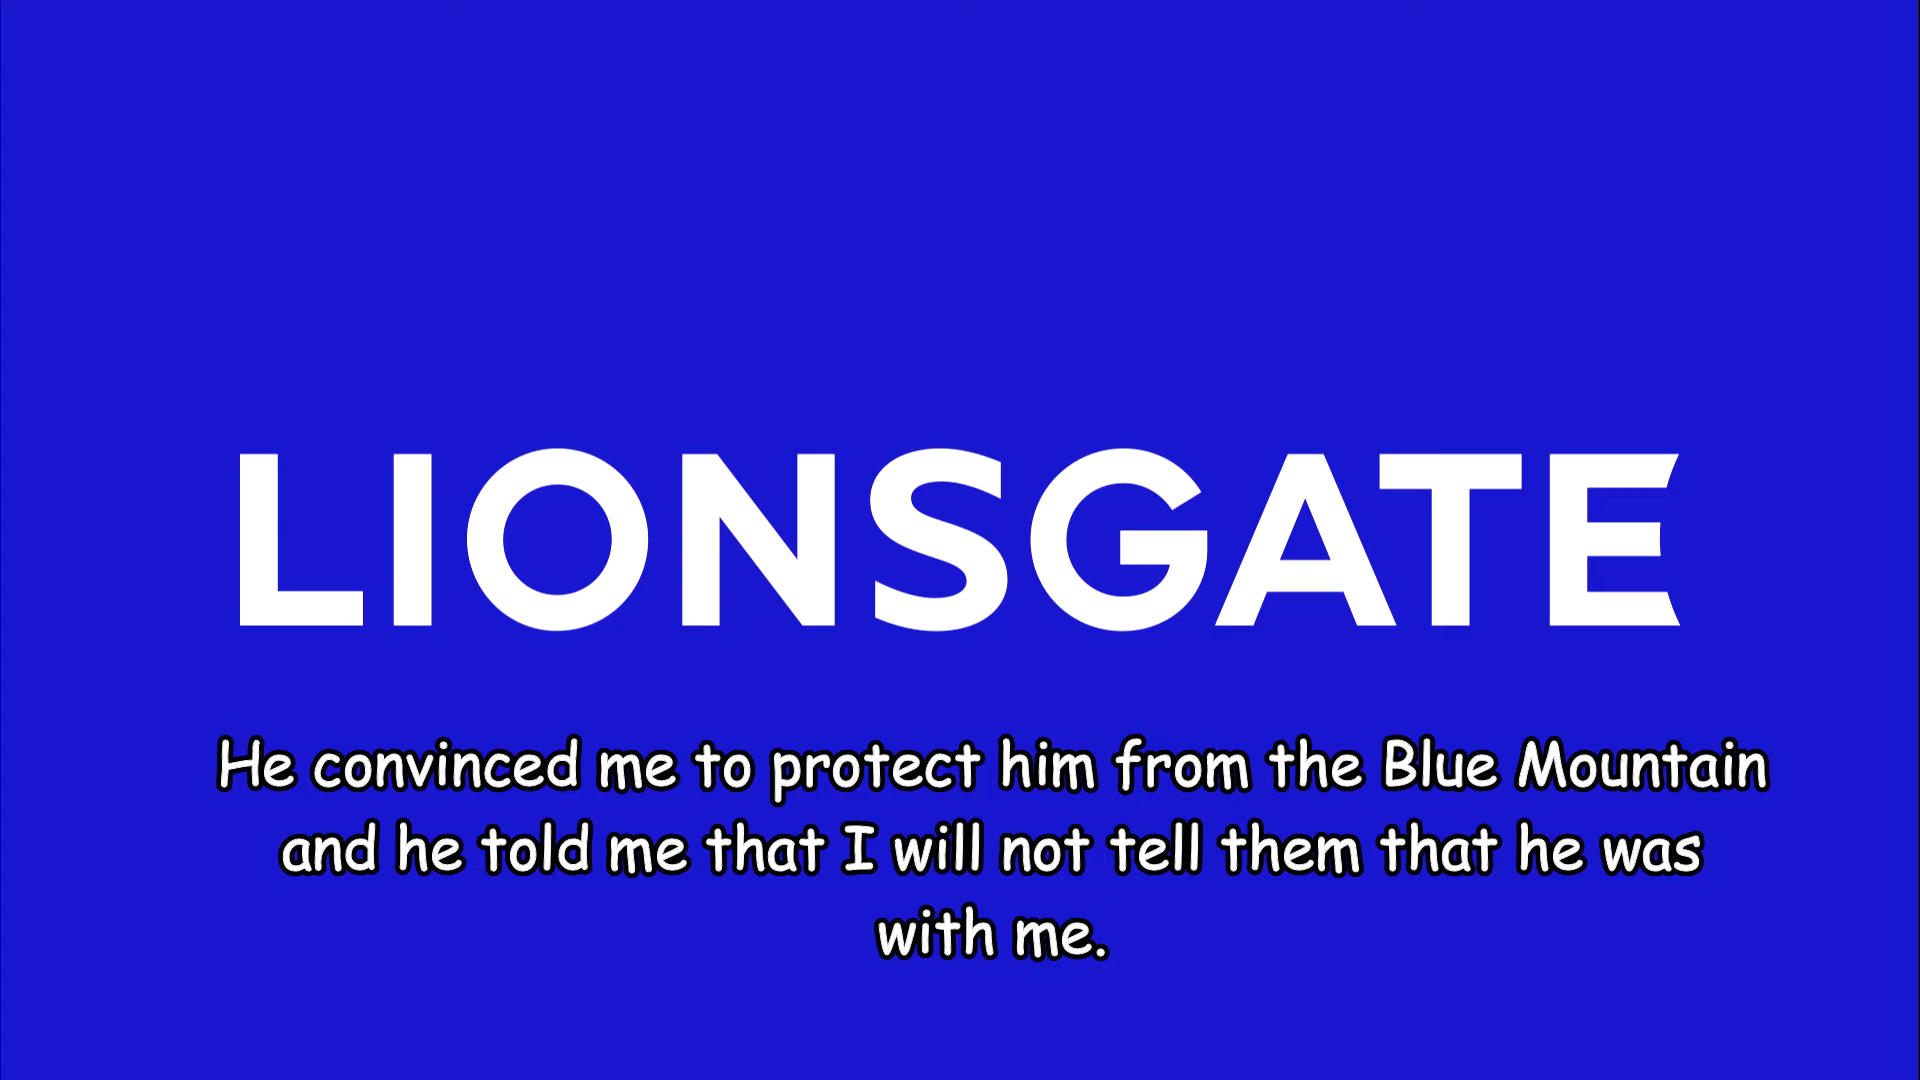 LIONSGATE
He convinced me to protect him from the Blue Mountain
and he told me that I will not tell them that he was
with me.